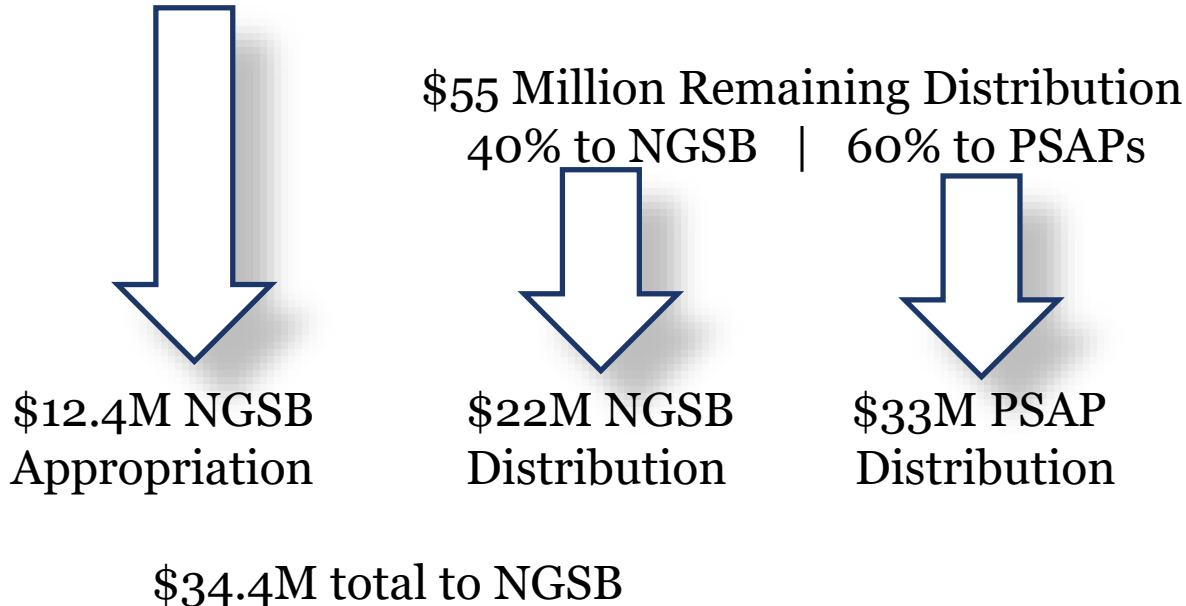 $55 Million Remaining Distribution
40% to NGSB | 60% to PSAPs
$12.4M NGSB
Appropriation
$22M NGSB
Distribution
$33M PSAP
Distribution
$34.4M total to NGSB